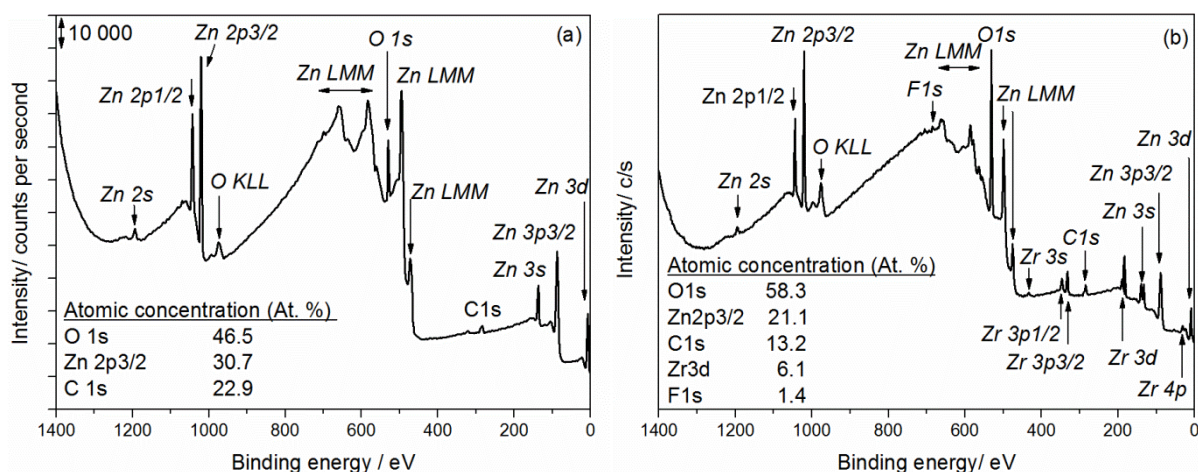 10 000
Zn 2p3/2
(a)
O 1s
Zn LMM
Zn LMM
Zn 2p1/2
Zn 2s
O KLL
Zn LMM
Zn 3d
Zn 3p3/2
Zn 3s
C1s
Atomic concentration (At. %)
O 1s 46.5
Zn 2p3/2 30.7
C 1s 22.9
Intensity/ counts per second
1400 1200 1000 800 600 400 200 0
Binding energy / eV
Zn 2p3/2
O1s
(b)
Zn LMM
F1s
Zn LMM
Zn 2p1/2
O KLL
Zn 2s
Zn 3d
Zn 3p3/2
Zn 3s
C1s
Zr 3s
Zr 3p1/2
Zr 3p3/2
Zr 3d
Zr 4p
Atomic concentration (At. %)
O1s 58.3
Zn2p3/2 21.1
C1s 13.2
Zr3d 6.1
F1s 1.4
Intensity/ c/s
1400 1200 1000 800 600 400 200 0
Binding energy / eV